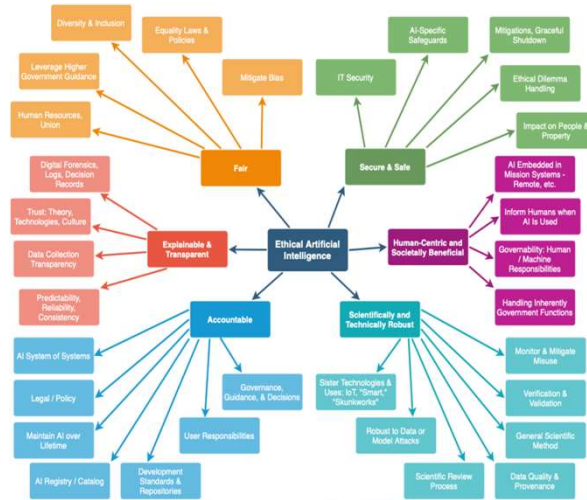 Diversity & Inclusion
Equality Laws &
Policies
Leverage Higher
Government Guidance
Mitigate Bias
Human Resources,
Union
Fair
AI-Specific
Safeguards
Mitigations, Graceful
Shutdown
IT Security
Ethical Dilemma
Handling
Impact on People &
Property
Secure & Safe
Digital Forensics,
Logs, Decision
Records
Trust: Theory,
Technologies, Culture
Data Collection
Transparency
Predictability,
Reliability,
Consistency
Explainable &
Transparent
Ethical Artificial
Intelligence
Human-Centric and
Societally Beneficial
AI Embedded in
Mission Systems -
Remote, etc.
Inform Humans when
AI Is Used
Governability: Human
/ Machine
Responsibilities
Handling Inherently
Government Functions
Accountable
AI System of Systems
Legal / Policy
Maintain AI over
Lifetime
AI Registry / Catalog
Development
Standards &
Repositories
User Responsibilities
Governance,
Guidance, & Decisions
Scientifically and
Technically Robust
Sister Technologies &
Uses: IoT, "Smart,"
"Skunkworks"
Robust to Data or
Model Attacks
Scientific Review
Process
Data Quality &
Provenance
General Scientific
Method
Verification &
Validation
Monitor & Mitigate
Misuse